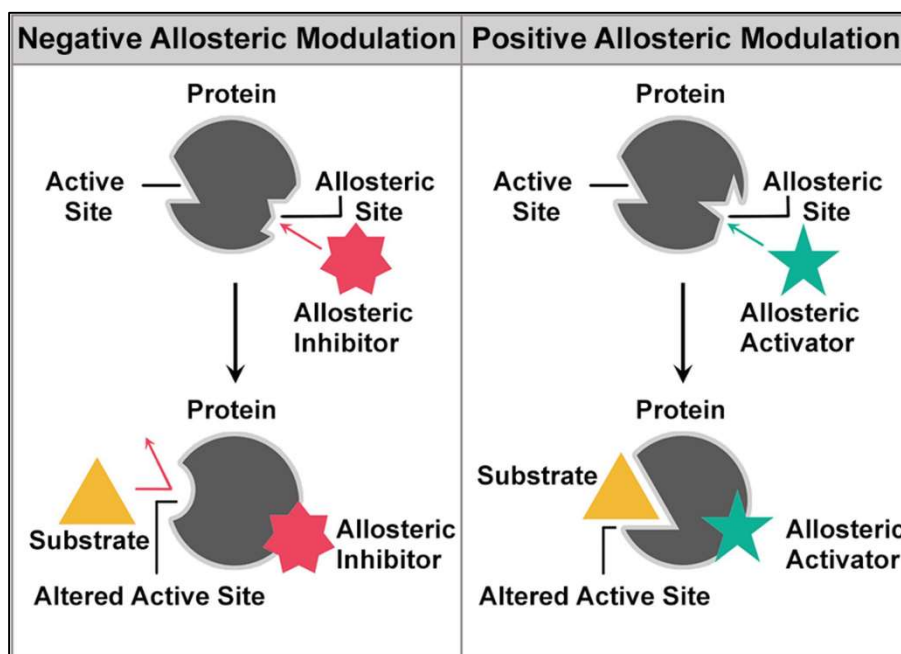 Negative Allosteric Modulation
Protein
Active
Site
Allosteric
Site
Allosteric
Inhibitor
Protein
Substrate
Allosteric
Inhibitor
Altered Active Site
Positive Allosteric Modulation
Protein
Active
Site
Allosteric
Site
Allosteric
Activator
Protein
Substrate
Allosteric
Activator
Altered Active Site